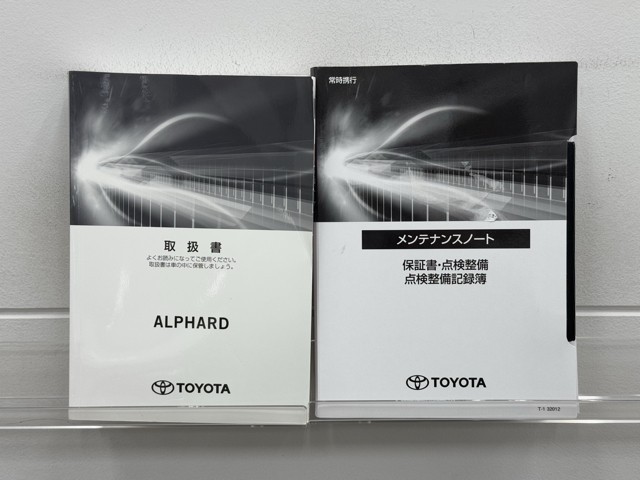 取扱書
よくお読みになってご使用ください。
取扱書は車の中に保管しましょう。
ALPHARD
TOYOTA
常時携行
メンテナンスノート
保証書・点検整備
点検整備記録簿
TOYOTA
T-1 32012